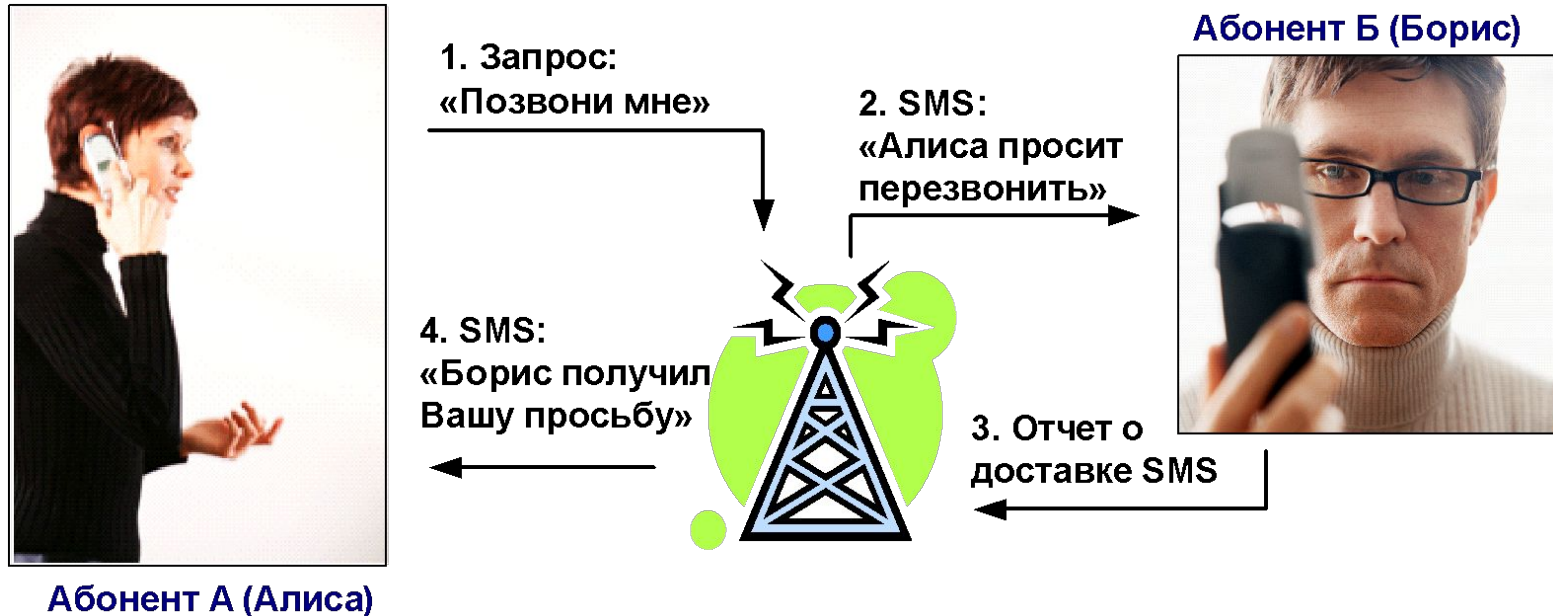 Абонент Б (Борис)
1. Запрос:
«Позвони мне»
2. SMS:
«Алиса просит
перезвонить»
4. SMS:
«Борис получил
Вашу просьбу»
3. Отчет о
доставке SMS
Абонент А (Алиса)